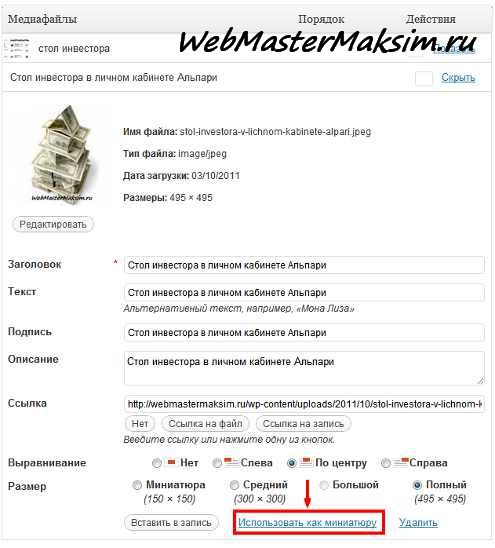 Медиафайлы Порядок Действия
WebMasterMaksim.ru
стол инвестора Показать
Стол инвестора в личном кабинете Альпари Скрыть
WebMasterMaksim.ru
Имя файла: stol-investora-v-lichnom-kabinete-alpari.jpeg
Тип файла: image/jpeg
Дата загрузки: 03/10/2011
Размеры: 495 × 495
Редактировать
Заголовок * Стол инвестора в личном кабинете Альпари
Текст Стол инвестора в личном кабинете Альпари
Альтернативный текст, например, «Мона Лиза»
Подпись Стол инвестора в личном кабинете Альпари
Описание Стол инвестора в личном кабинете Альпари
Ссылка http://webmastermaksim.ru/wp-content/uploads/2011/10/stol-investora-v-lichnom-k
Нет Ссылка на файл Ссылка на запись
Введите ссылку или нажмите одну из кнопок.
Выравнивание Нет Слева По центру Справа
Размер Миниатюра Средний Большой Полный
(150 × 150) (300 × 300) (495 × 495)
Вставить в запись Использовать как миниатюру Удалить